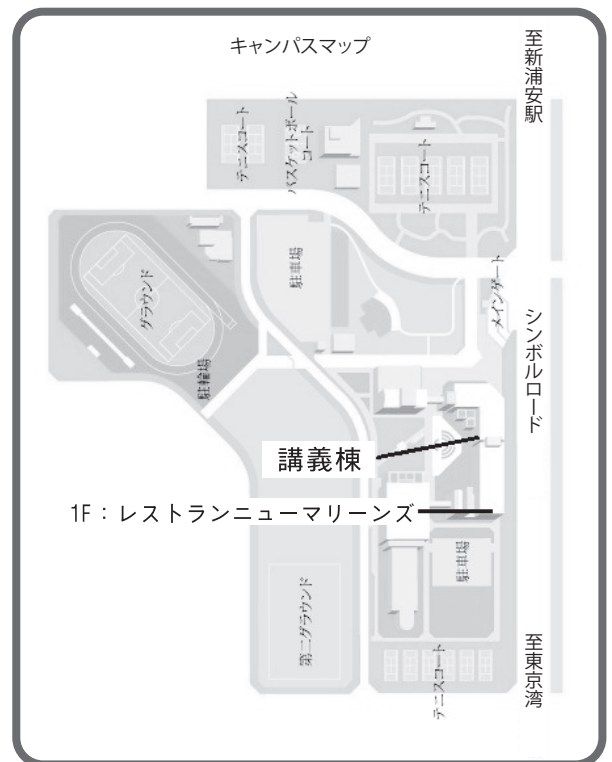 キャンパスマップ
至新浦安駅
テニスコート
バスケットボール
コート
テニスコート
グラウンド
駐車場
メインゲート
シンボルロード
駐輪場
講義棟
1F：レストランニューマリーンズ
駐車場
第二グラウンド
テニスコート
至東京湾